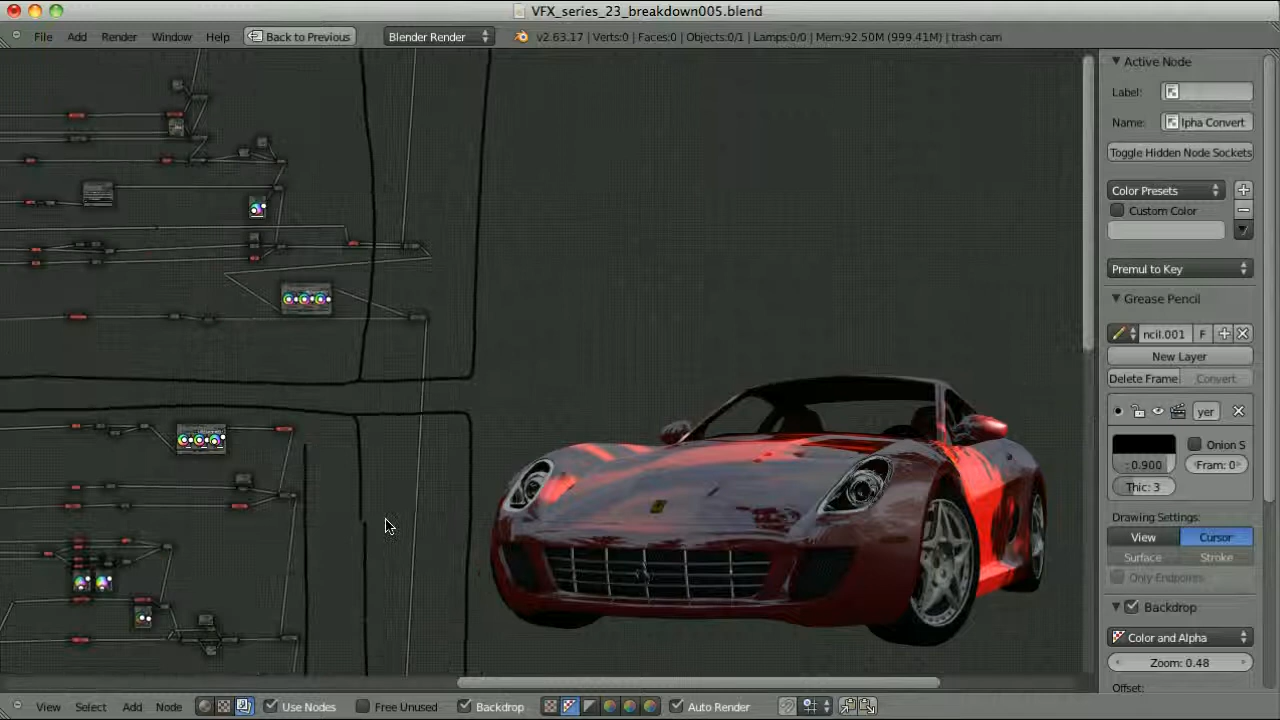 VFX_series_23_breakdown005.blend
File Add Render Window Help Back to Previous Blender Render v2.63.17 | Verts:0 | Faces:0 | Objects:0/1 | Lamps:0/0 | Mem:92.50M (999.41M) | trash cam
Active Node
Label:
Name: lpha Convert
Toggle Hidden Node Sockets
Color Presets
Custom Color
Premul to Key
Grease Pencil
ncil.001 F
New Layer
Delete Frame Convert
yer
Onion S
: 0.900 Fram: 0
Thic: 3
Drawing Settings:
View Cursor
Surface Stroke
Only Endpoints
Backdrop
Color and Alpha
Zoom: 0.48
Offset:
View Select Add Node Use Nodes Free Unused Backdrop Auto Render